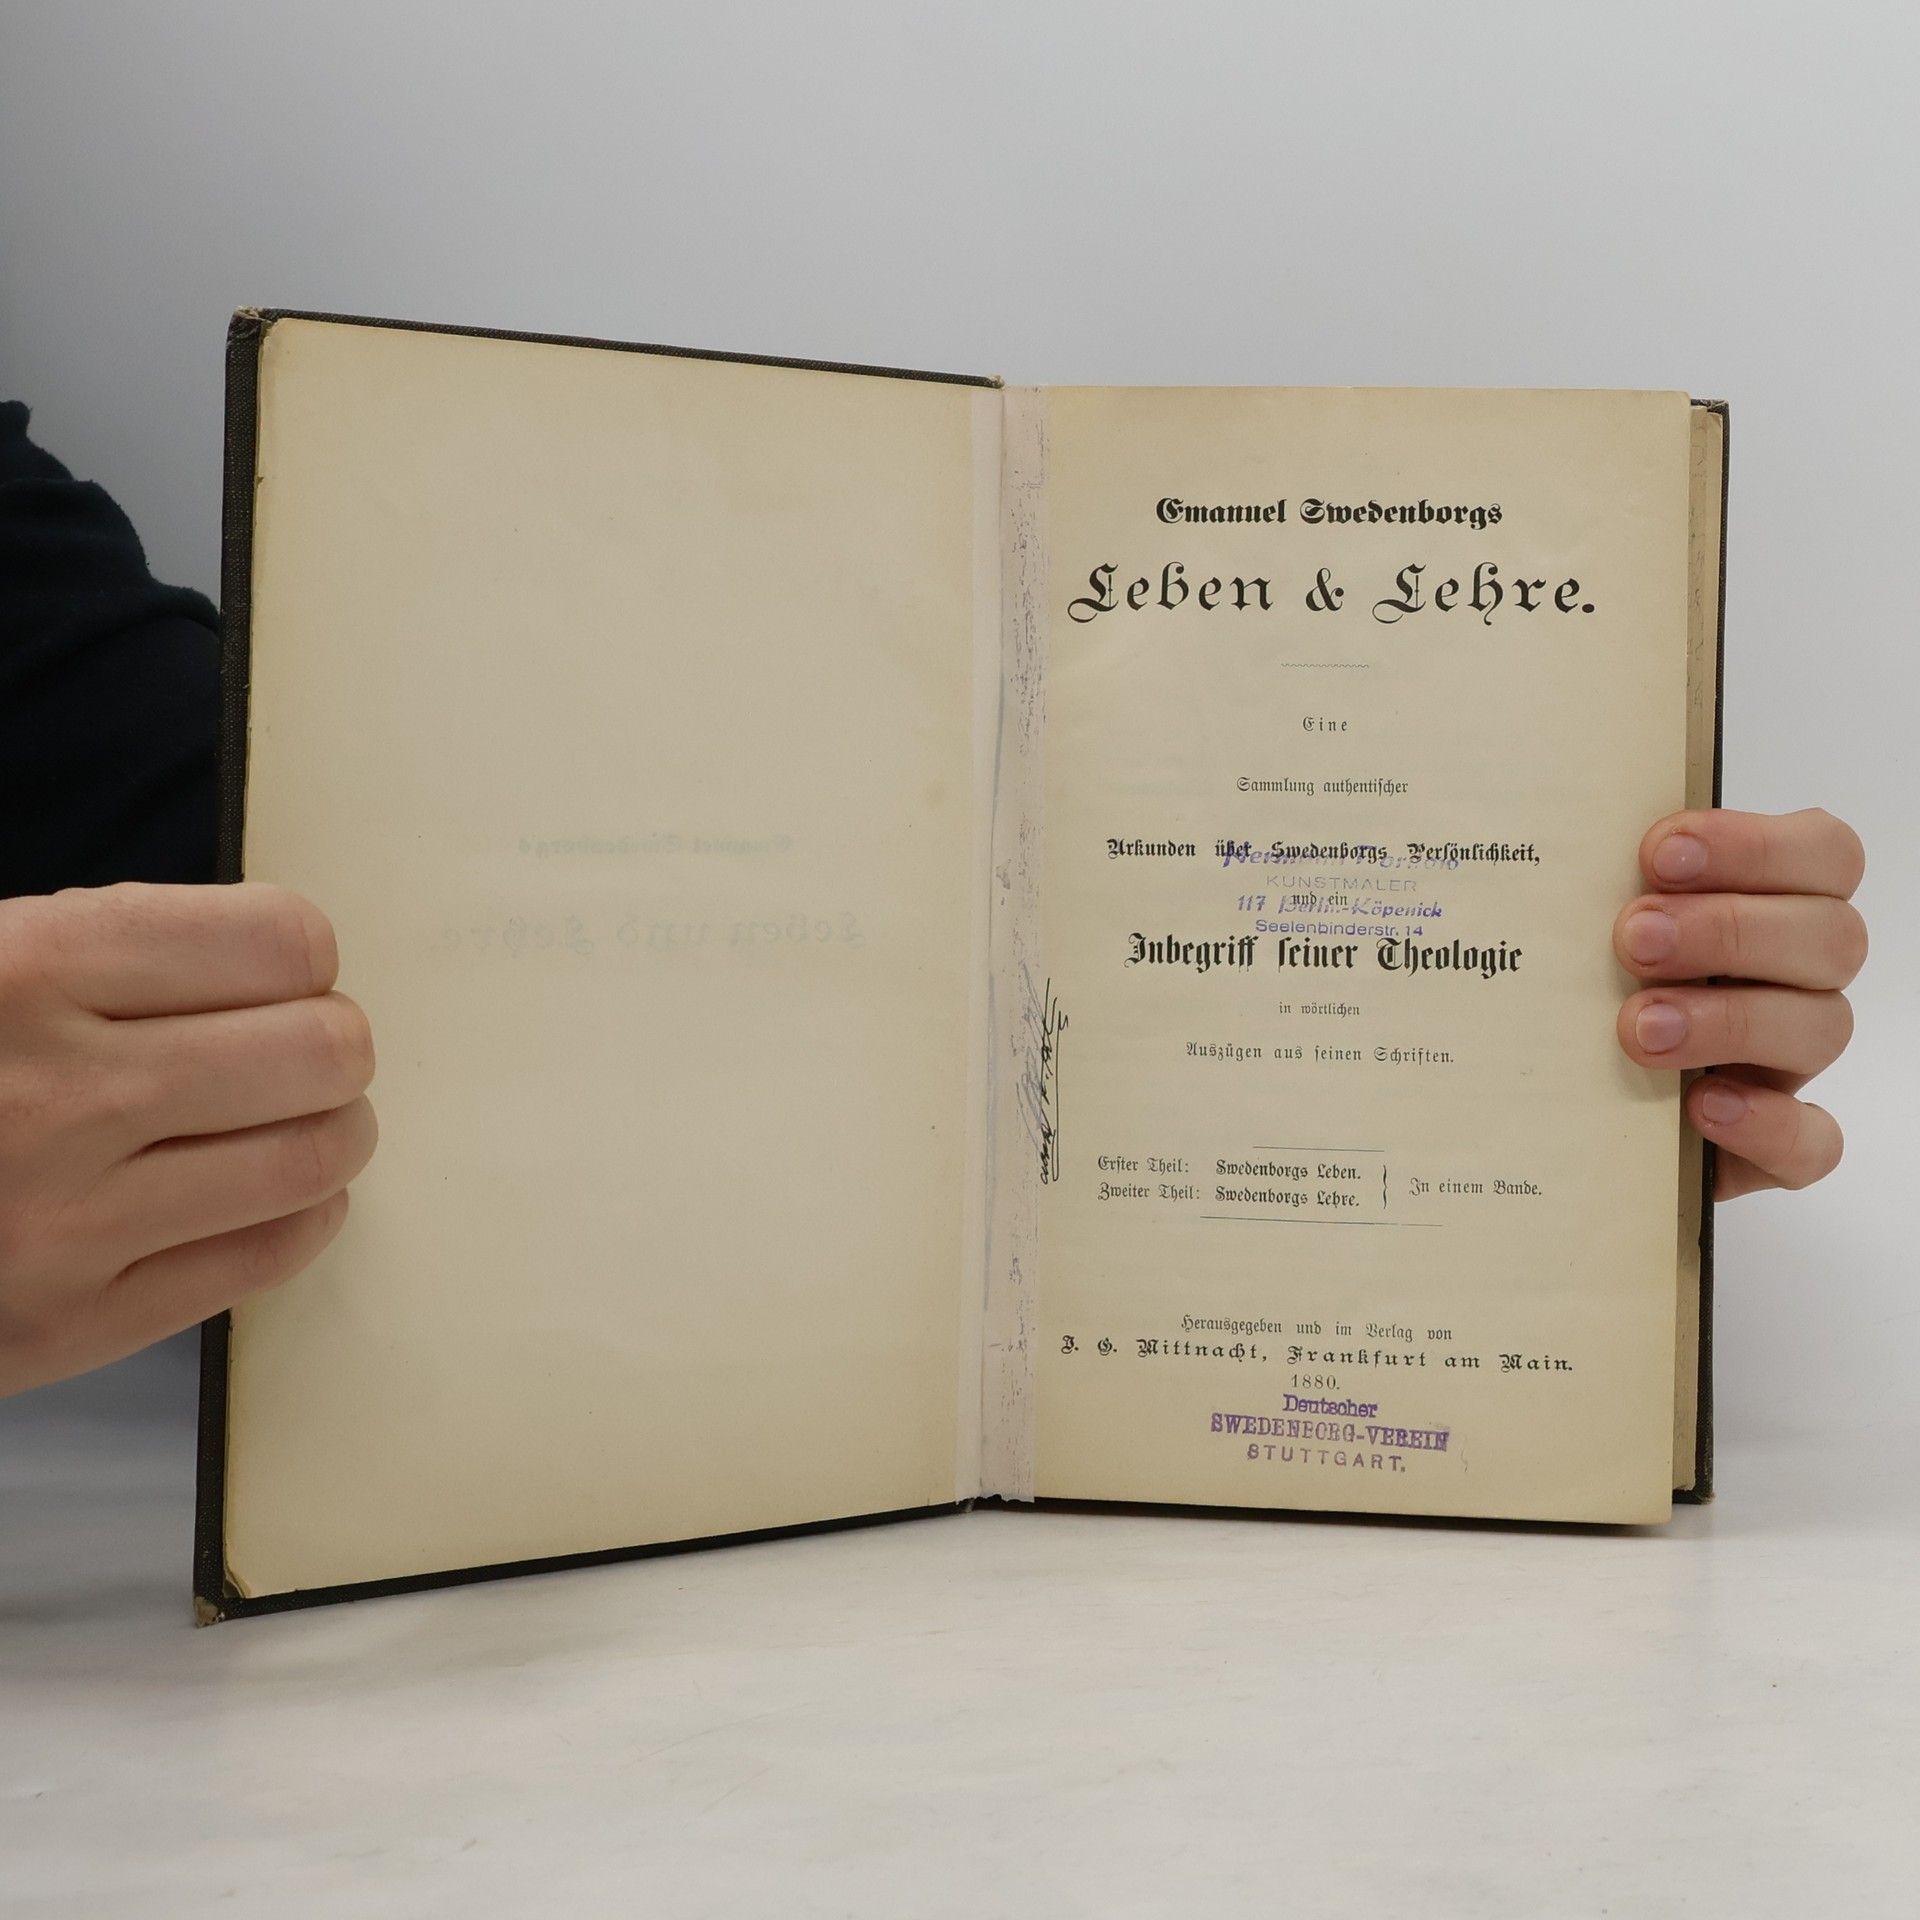 Emanuel Swedenborgs
Leben & Lehre.
Eine
Sammlung authentischer
Urkunden über Swedenborgs Persönlichkeit,
KUNSTMALER
und ein
117 Berlin-Köpenick
Seelenbinderstr. 14
Inbegriff seiner Theologie
in wörtlichen
Auszügen aus seinen Schriften.
Erster Theil: Swedenborgs Leben.
Zweiter Theil: Swedenborgs Lehre.
} In einem Bande.
Herausgegeben und im Verlag von
J. G. Mittnacht, Frankfurt am Main.
1880.
Deutscher
SWEDENBORG-VEREIN
STUTTGART.